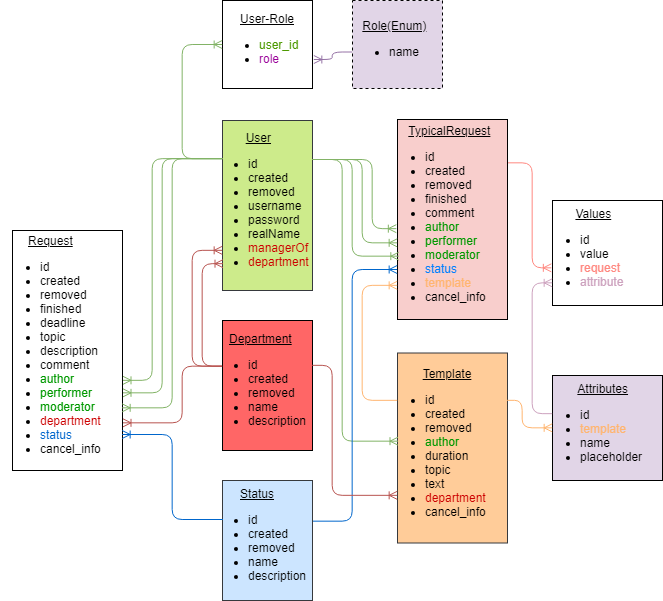 User-Role
user_id
role
Role(Enum)
name
User
id
created
removed
username
password
realName
managerOf
department
TypicalRequest
id
created
removed
finished
comment
author
performer
moderator
status
template
cancel_info
Values
id
value
request
attribute
Request
id
created
removed
finished
deadline
topic
description
comment
author
performer
moderator
department
status
cancel_info
Department
id
created
removed
name
description
Template
id
created
removed
author
duration
topic
text
department
cancel_info
Attributes
id
template
name
placeholder
Status
id
created
removed
name
description